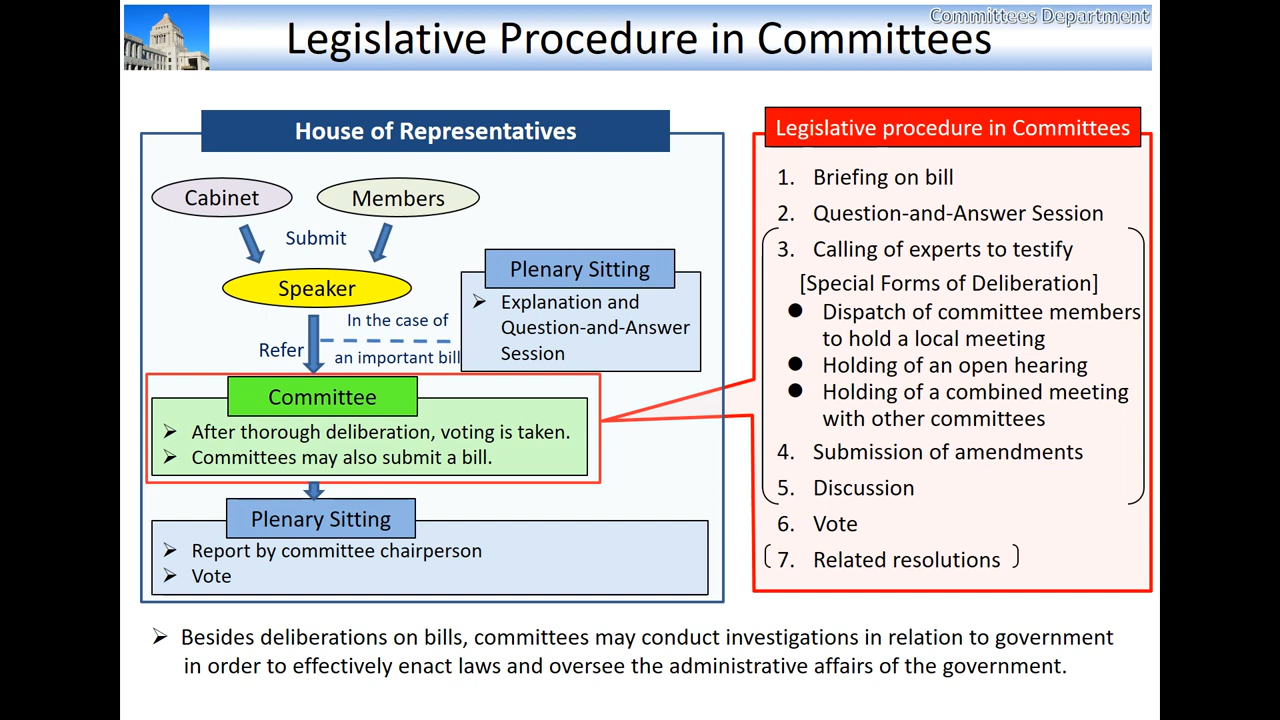 Committees Department
Legislative Procedure in Committees
House of Representatives
Cabinet
Members
Submit
Speaker
Refer
In the case of
an important bill
Plenary Sitting
Explanation and
Question-and-Answer
Session
Committee
After thorough deliberation, voting is taken.
Committees may also submit a bill.
Plenary Sitting
Report by committee chairperson
Vote
Legislative procedure in Committees
1. Briefing on bill
2. Question-and-Answer Session
3. Calling of experts to testify
[Special Forms of Deliberation]
● Dispatch of committee members
to hold a local meeting
● Holding of an open hearing
● Holding of a combined meeting
with other committees
4. Submission of amendments
5. Discussion
6. Vote
(7. Related resolutions )
Besides deliberations on bills, committees may conduct investigations in relation to government
in order to effectively enact laws and oversee the administrative affairs of the government.